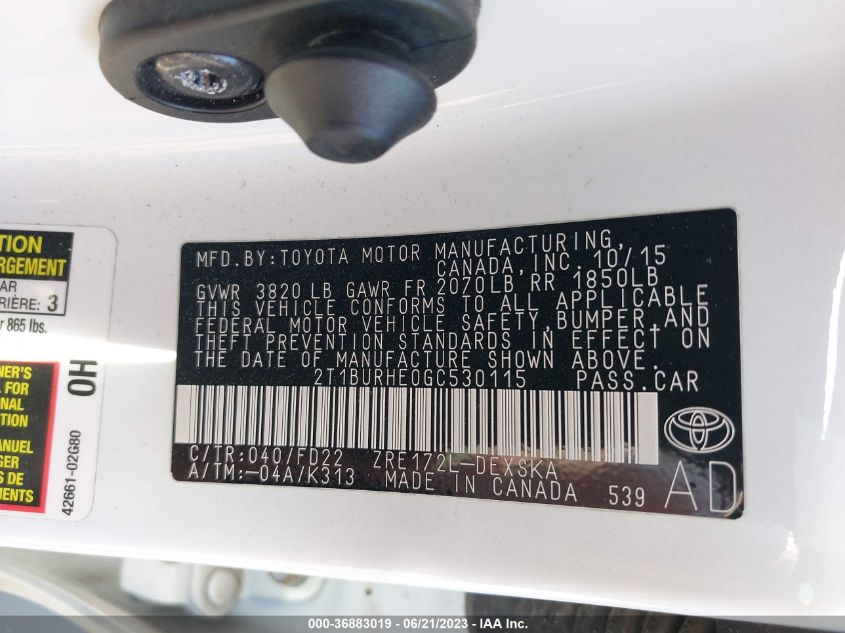 TION
RGEMENT
AR
RIÈRE: 3
r 865 lbs.
NER'S
L FOR
NAL
TION
ANUEL
GER
S DE
NS.
0H
42661-02G80
MFD.BY:TOYOTA MOTOR MANUFACTURING,
CANADA,INC. 10/15
GVWR 3820 LB GAWR FR 2070LB RR 1850LB
THIS VEHICLE CONFORMS TO ALL APPLICABLE
FEDERAL MOTOR VEHICLE SAFETY,BUMPER,AND
THEFT PREVENTION STANDARDS IN EFFECT ON
THE DATE OF MANUFACTURE SHOWN ABOVE.
2T1BURHE0GC530115 PASS.CAR
C/TR:040/FD22 ZRE172L-DEXSKA
A/TM:-04A/K313 MADE IN CANADA 539
AD
000-36883019 - 06/21/2023 - IAA Inc.